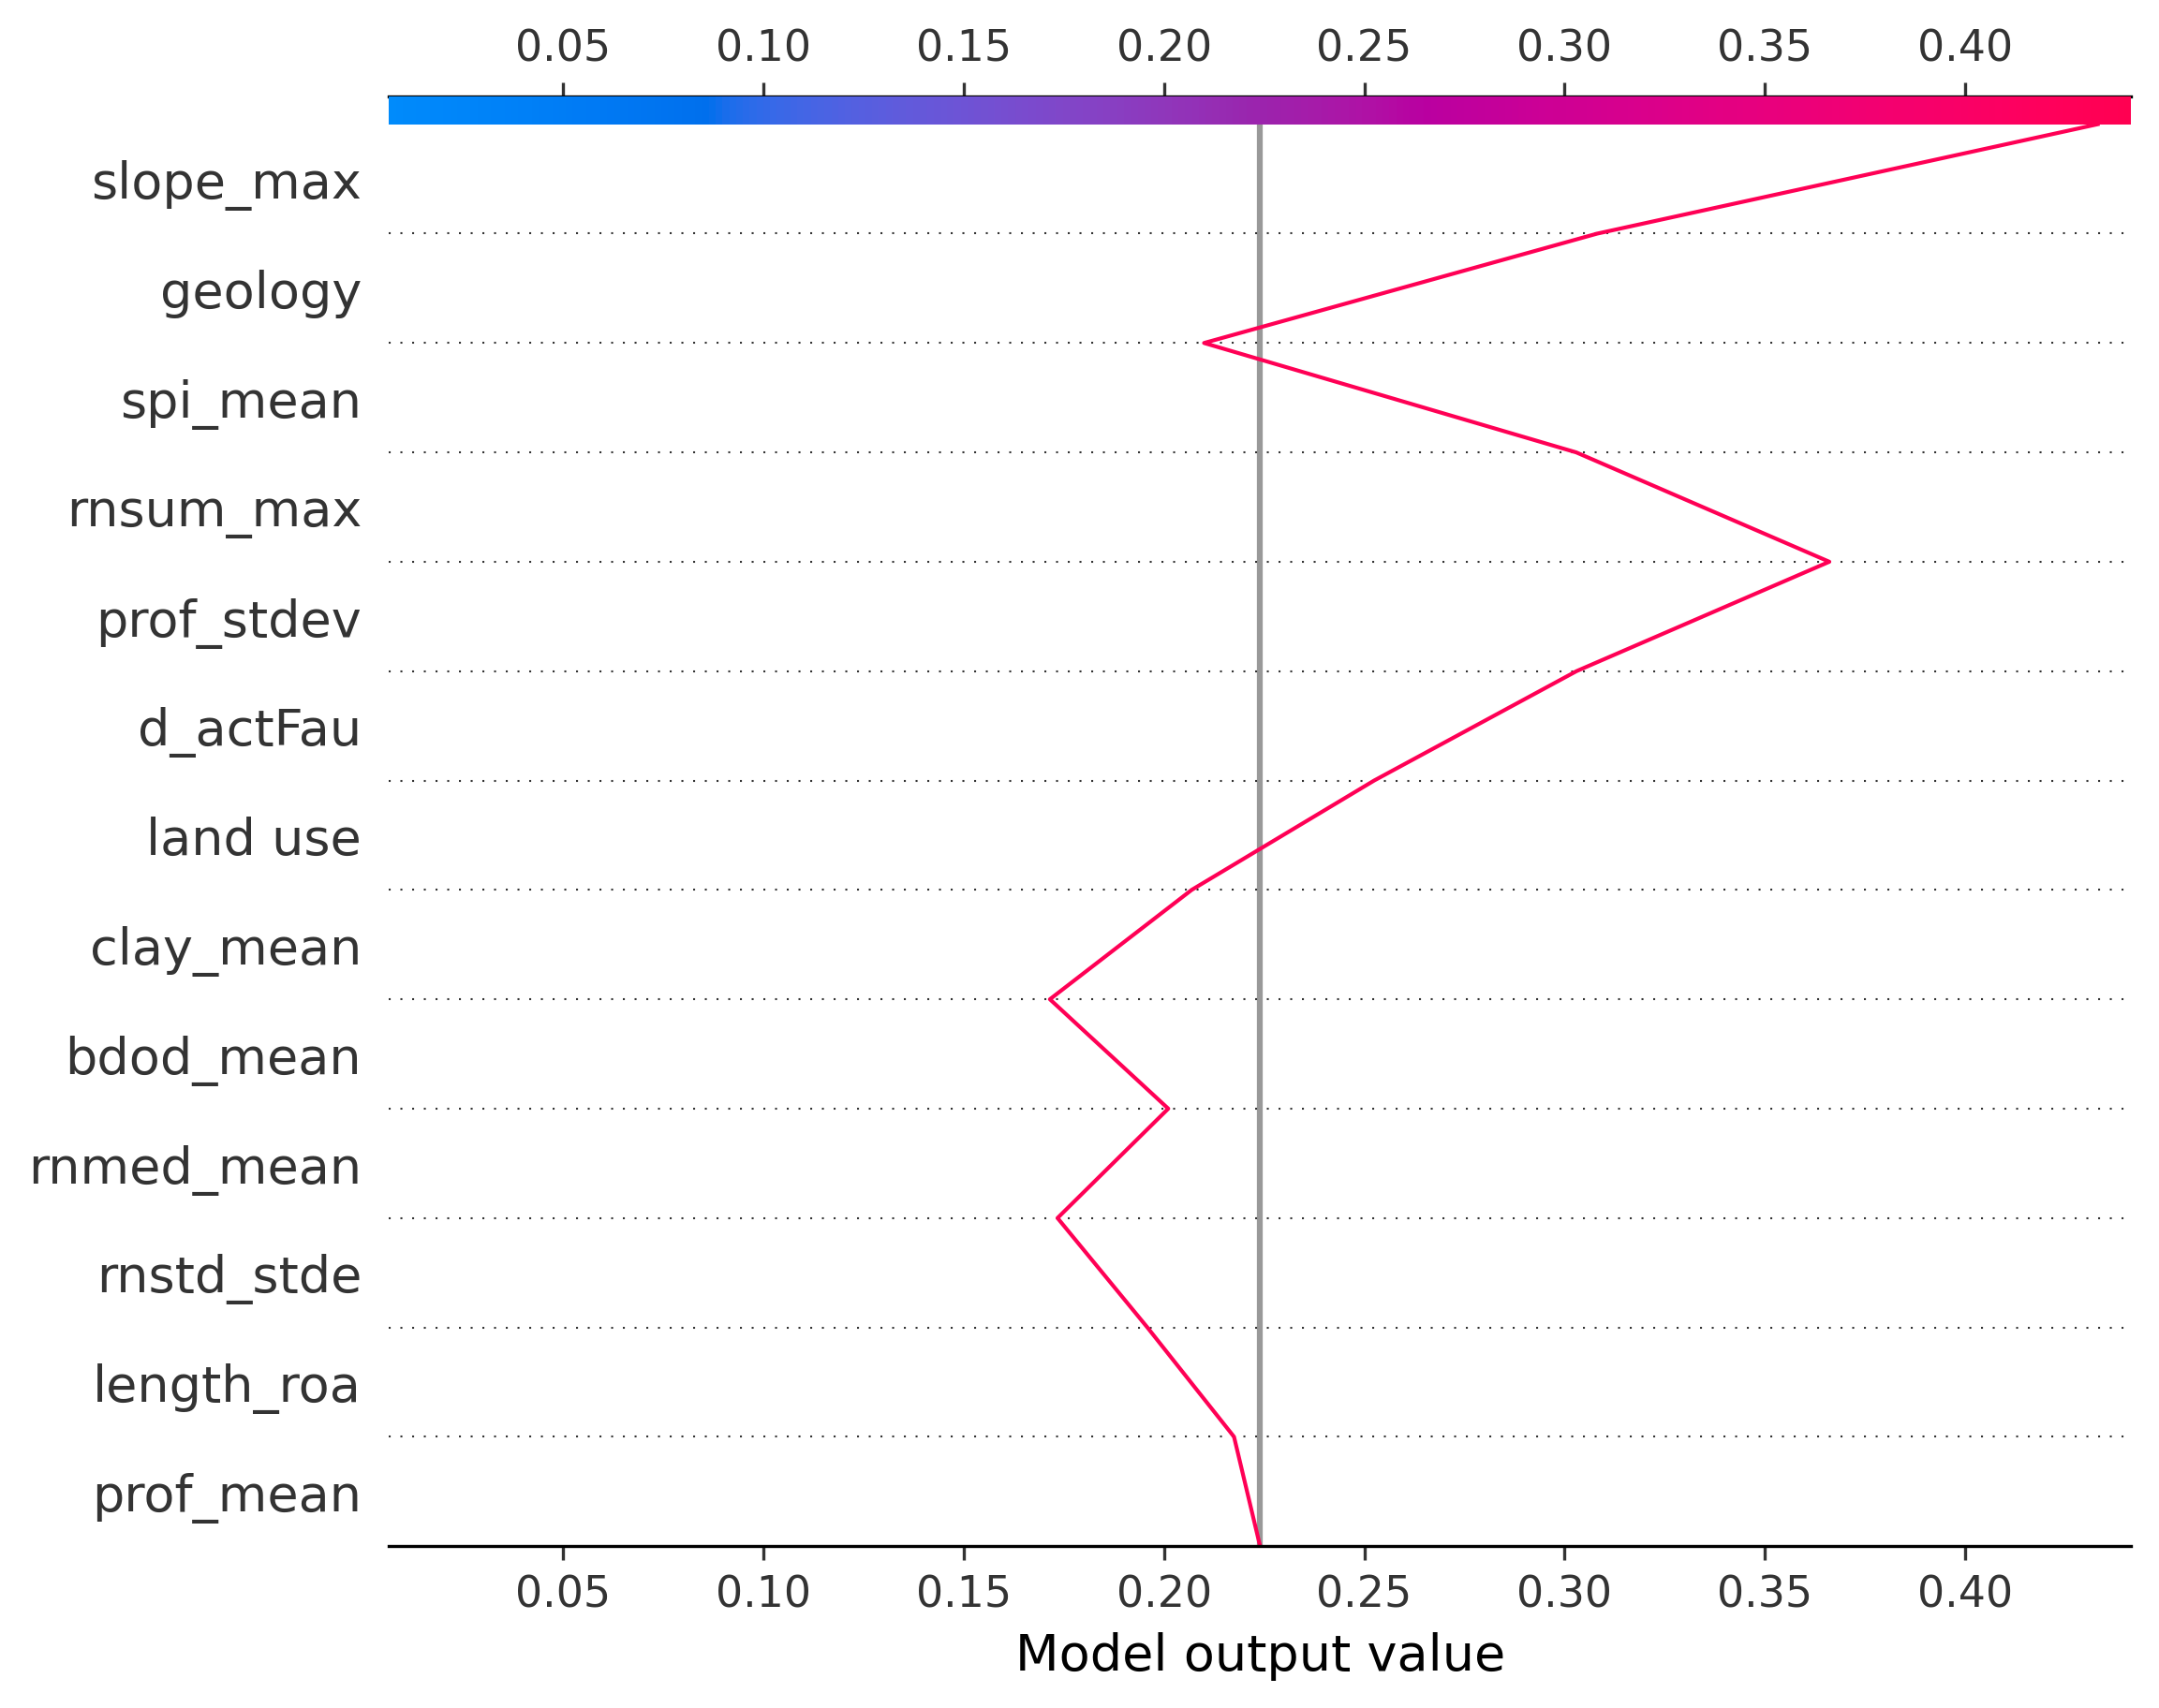 0.05 0.10 0.15 0.20 0.25 0.30 0.35 0.40
slope_max
geology
spi_mean
rnsum_max
prof_stdev
d_actFau
land use
clay_mean
bdod_mean
rnmed_mean
rnstd_stde
length_roa
prof_mean
0.05 0.10 0.15 0.20 0.25 0.30 0.35 0.40
Model output value